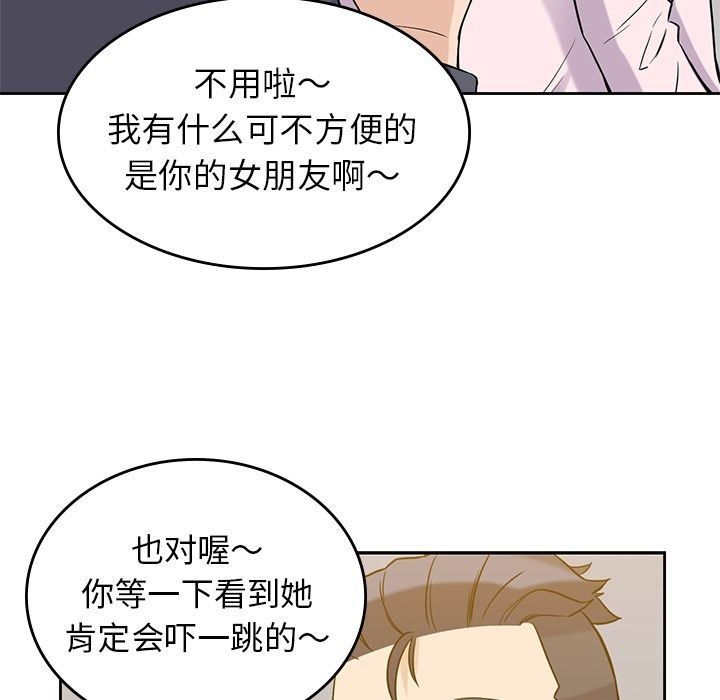 不用啦～
我有什么可不方便的
是你的女朋友啊～
也对喔～
你等一下看到她
肯定会吓一跳的～